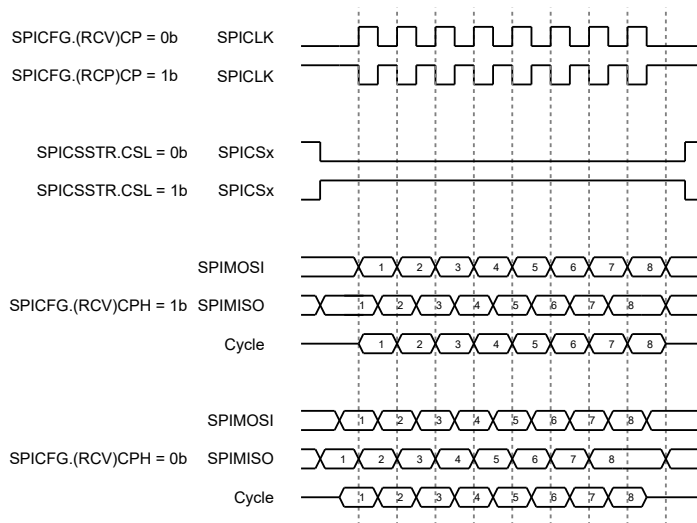 SPICFG.(RCV)CP = 0b SPICLK
SPICFG.(RCP)CP = 1b SPICLK
SPICSSTR.CSL = 0b SPICSx
SPICSSTR.CSL = 1b SPICSx
SPIMOSI 1 2 3 4 5 6 7 8
SPICFG.(RCV)CPH = 1b SPIMISO 1 2 3 4 5 6 7 8
Cycle 1 2 3 4 5 6 7 8
SPIMOSI 1 2 3 4 5 6 7 8
SPICFG.(RCV)CPH = 0b SPIMISO 1 2 3 4 5 6 7 8
Cycle 1 2 3 4 5 6 7 8